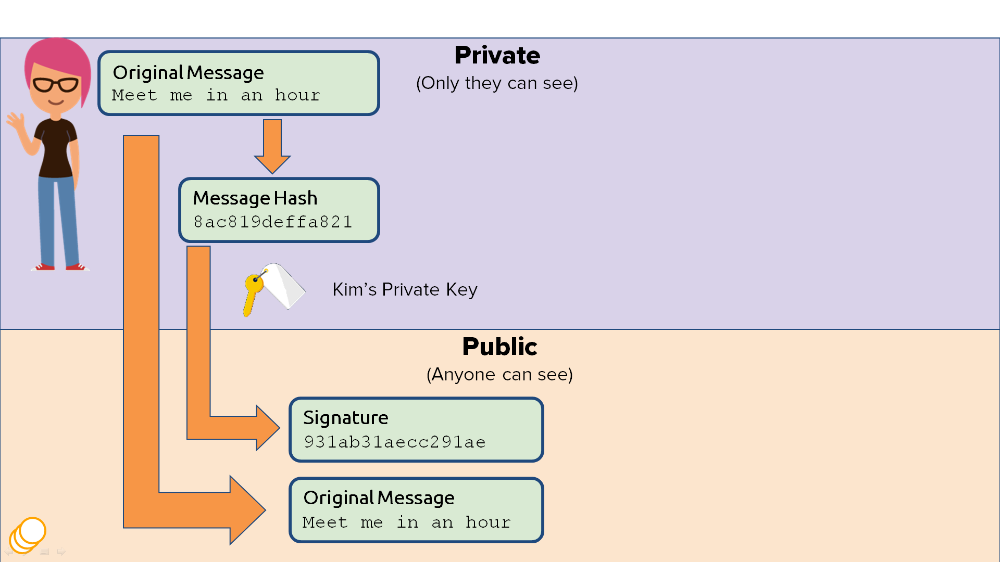 Private
(Only they can see)
Original Message
Meet me in an hour
Message Hash
8ac819deffa821
Kim’s Private Key
Public
(Anyone can see)
Signature
931ab31aecc291ae
Original Message
Meet me in an hour